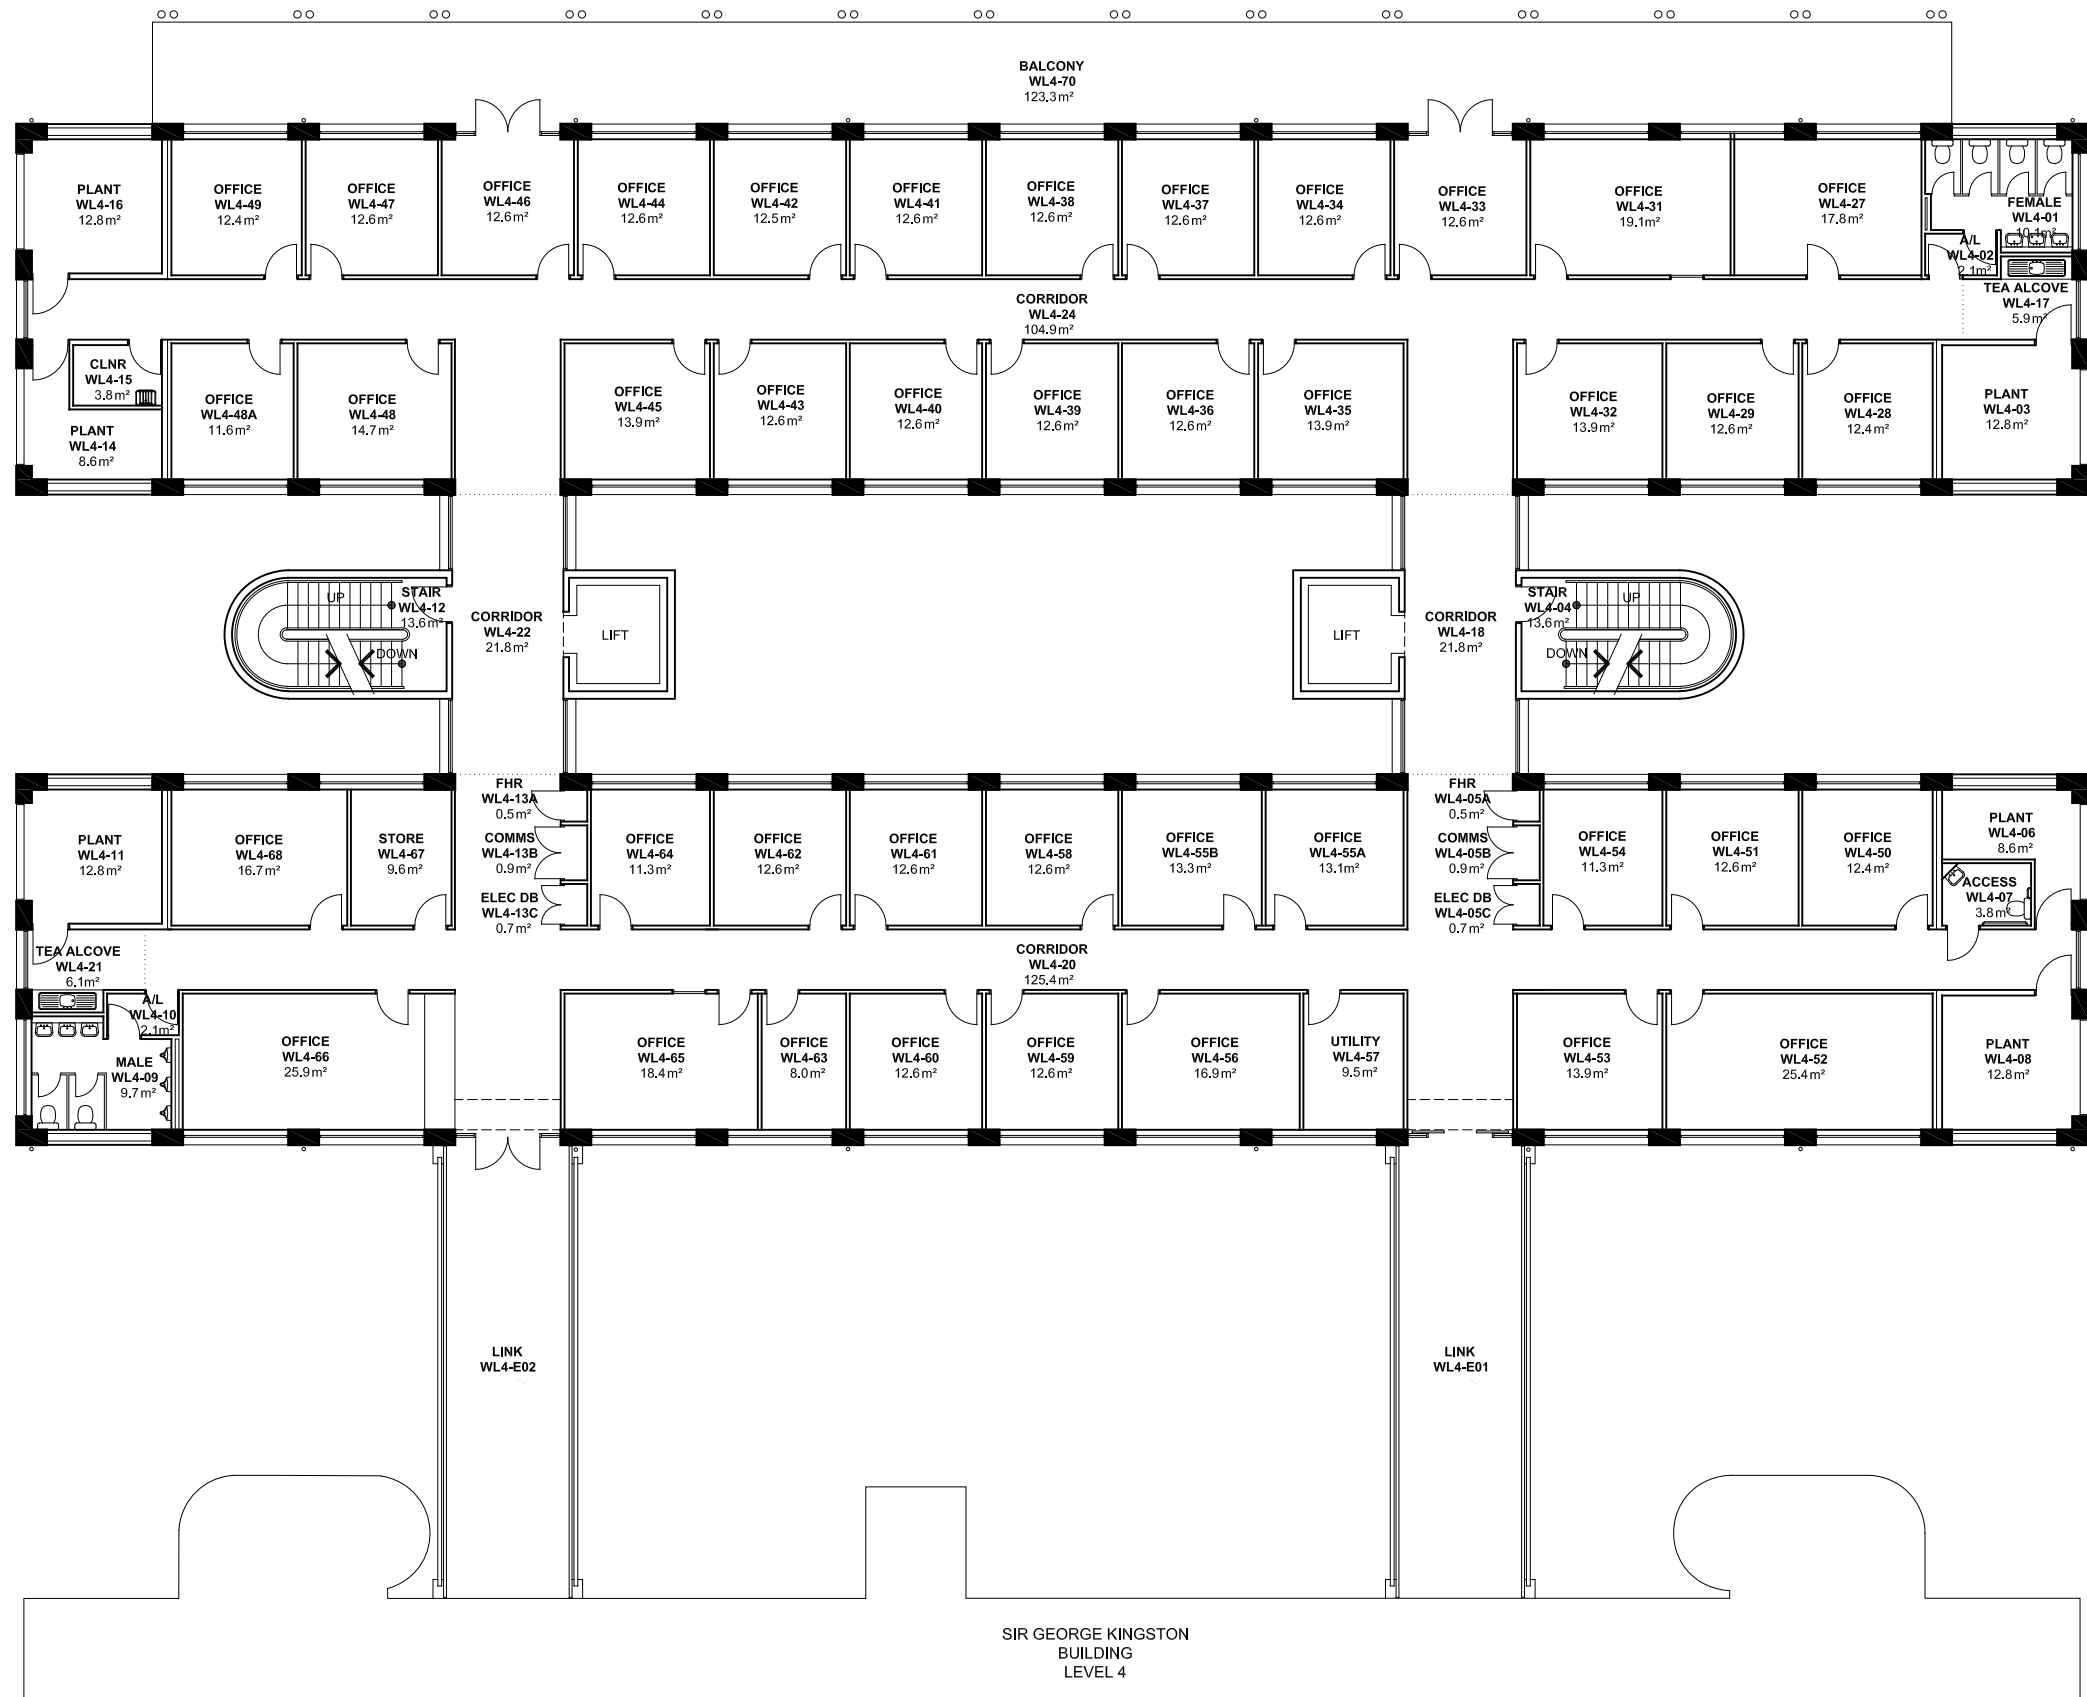 BALCONY
WL4-70
123.3m²
PLANT
WL4-16
12.8m²
OFFICE
WL4-49
12.4m²
OFFICE
WL4-47
12.6m²
OFFICE
WL4-46
12.6m²
OFFICE
WL4-44
12.6m²
OFFICE
WL4-42
12.5m²
OFFICE
WL4-41
12.6m²
OFFICE
WL4-38
12.6m²
OFFICE
WL4-37
12.6m²
OFFICE
WL4-34
12.6m²
OFFICE
WL4-33
12.6m²
OFFICE
WL4-31
19.1m²
OFFICE
WL4-27
17.8m²
FEMALE
WL4-01
10.1m²
A/L
WL4-02
2.1m²
TEA ALCOVE
WL4-17
5.9m²
CORRIDOR
WL4-24
104.9m²
CLNR
WL4-15
3.8m²
PLANT
WL4-14
8.6m²
OFFICE
WL4-48A
11.6m²
OFFICE
WL4-48
14.7m²
OFFICE
WL4-45
13.9m²
OFFICE
WL4-43
12.6m²
OFFICE
WL4-40
12.6m²
OFFICE
WL4-39
12.6m²
OFFICE
WL4-36
12.6m²
OFFICE
WL4-35
13.9m²
OFFICE
WL4-32
13.9m²
OFFICE
WL4-29
12.6m²
OFFICE
WL4-28
12.4m²
PLANT
WL4-03
12.8m²
UP
STAIR
WL4-12
13.6m²
DOWN
CORRIDOR
WL4-22
21.8m²
LIFT
LIFT
CORRIDOR
WL4-18
21.8m²
STAIR
WL4-04
13.6m²
UP
DOWN
PLANT
WL4-11
12.8m²
OFFICE
WL4-68
16.7m²
STORE
WL4-67
9.6m²
FHR
WL4-13A
0.5m²
COMMS
WL4-13B
0.9m²
ELEC DB
WL4-13C
0.7m²
OFFICE
WL4-64
11.3m²
OFFICE
WL4-62
12.6m²
OFFICE
WL4-61
12.6m²
OFFICE
WL4-58
12.6m²
OFFICE
WL4-55B
13.3m²
OFFICE
WL4-55A
13.1m²
FHR
WL4-05A
0.5m²
COMMS
WL4-05B
0.9m²
ELEC DB
WL4-05C
0.7m²
OFFICE
WL4-54
11.3m²
OFFICE
WL4-51
12.6m²
OFFICE
WL4-50
12.4m²
PLANT
WL4-06
8.6m²
ACCESS
WL4-07
3.8m²
TEA ALCOVE
WL4-21
6.1m²
CORRIDOR
WL4-20
125.4m²
A/L
WL4-10
2.1m²
MALE
WL4-09
9.7m²
OFFICE
WL4-66
25.9m²
OFFICE
WL4-65
18.4m²
OFFICE
WL4-63
8.0m²
OFFICE
WL4-60
12.6m²
OFFICE
WL4-59
12.6m²
OFFICE
WL4-56
16.9m²
UTILITY
WL4-57
9.5m²
OFFICE
WL4-53
13.9m²
OFFICE
WL4-52
25.4m²
PLANT
WL4-08
12.8m²
LINK
WL4-E02
LINK
WL4-E01
SIR GEORGE KINGSTON
BUILDING
LEVEL 4